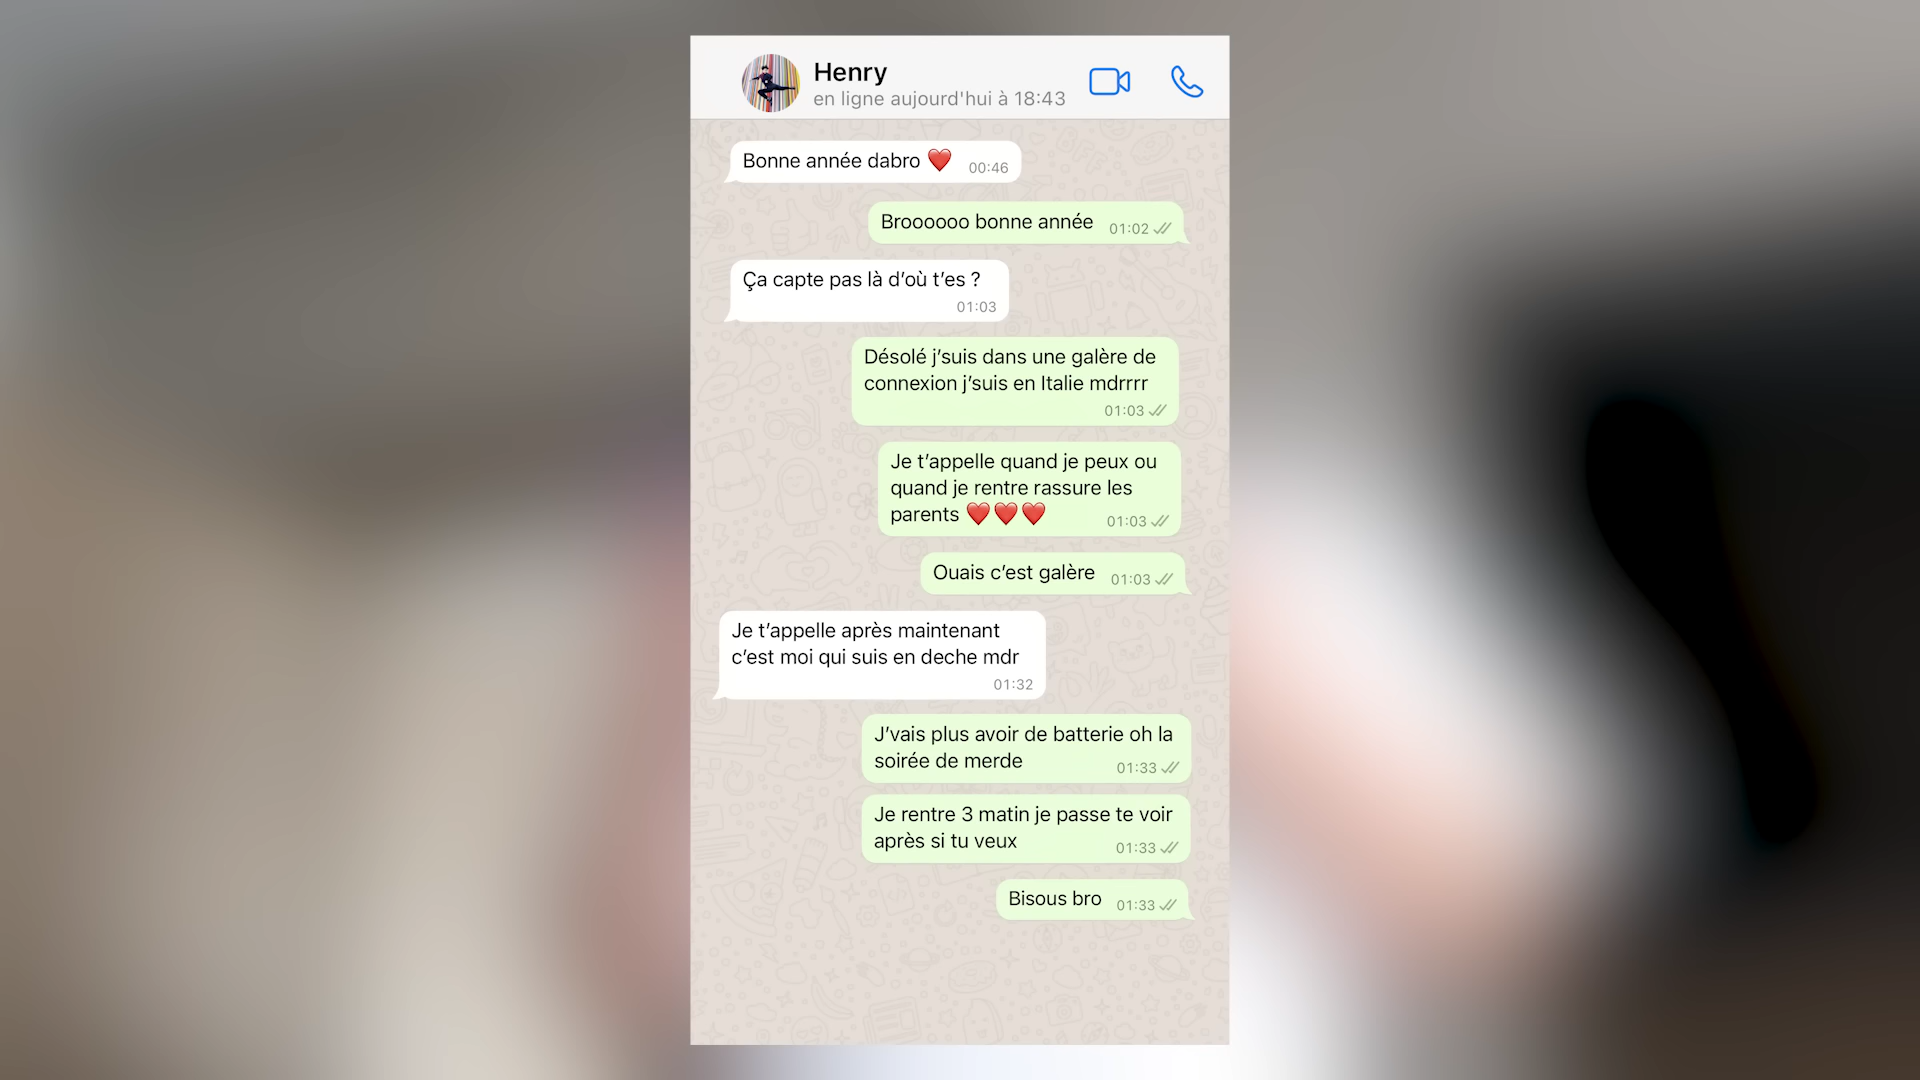 Henry
en ligne aujourd'hui à 18:43
Bonne année dabro ❤️ 00:46
Broooooo bonne année 01:02
Ça capte pas là d’où t’es ?
01:03
Désolé j’suis dans une galère de
connexion j’suis en Italie mdrrrr
01:03
Je t’appelle quand je peux ou
quand je rentre rassure les
parents ❤️❤️❤️ 01:03
Ouais c’est galère 01:03
Je t’appelle après maintenant
c’est moi qui suis en deche mdr
01:32
J’vais plus avoir de batterie oh la
soirée de merde 01:33
Je rentre 3 matin je passe te voir
après si tu veux 01:33
Bisous bro 01:33